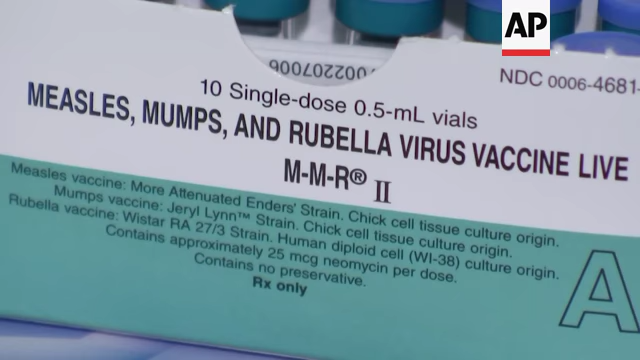 AP
NDC 0006-4681-
002207006
10 Single-dose 0.5-mL vials
MEASLES, MUMPS, AND RUBELLA VIRUS VACCINE LIVE
M-M-R® II
Measles vaccine: More Attenuated Enders' Strain. Chick cell tissue culture origin.
Mumps vaccine: Jeryl Lynn™ Strain. Chick cell tissue culture origin.
Rubella vaccine: Wistar RA 27/3 Strain. Human diploid cell (WI-38) culture origin.
Contains approximately 25 mcg neomycin per dose.
Contains no preservative.
Rx only
A